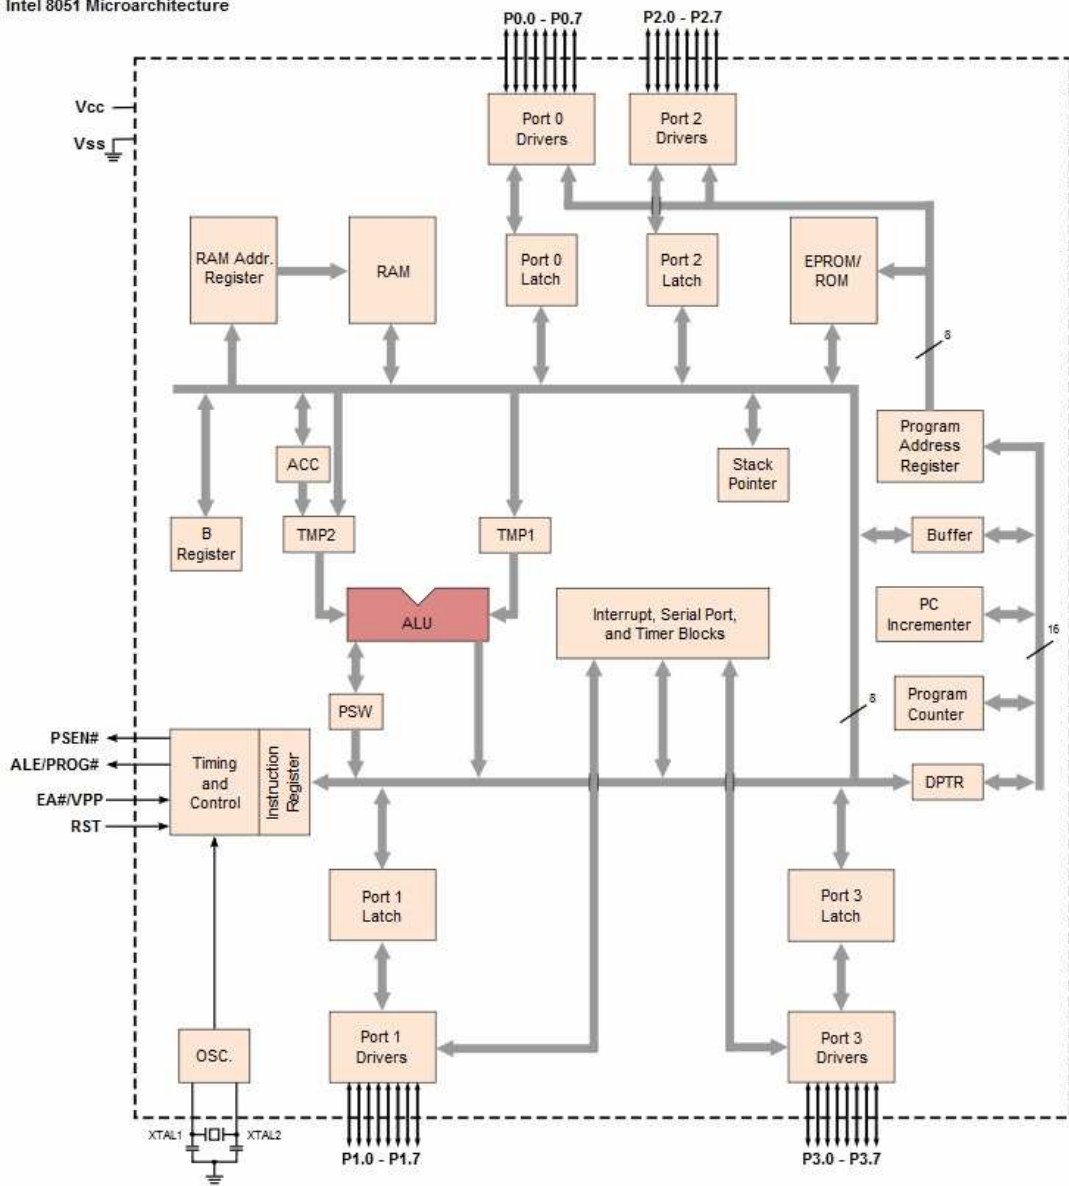 Intel 8051 Microarchitecture
P0.0 - P0.7
P2.0 - P2.7
Vcc
Vss
Port 0
Drivers
Port 2
Drivers
RAM Addr.
Register
RAM
Port 0
Latch
Port 2
Latch
EPROM/
ROM
8
Program
Address
Register
ACC
Stack
Pointer
B
Register
TMP2
TMP1
Buffer
ALU
Interrupt, Serial Port,
and Timer Blocks
PC
Incrementer
16
PSW
Program
Counter
8
PSEN#
ALE/PROG#
EA#/VPP
RST
Timing
and
Control
Instruction
Register
DPTR
Port 1
Latch
Port 3
Latch
OSC.
Port 1
Drivers
Port 3
Drivers
XTAL1
XTAL2
P1.0 - P1.7
P3.0 - P3.7